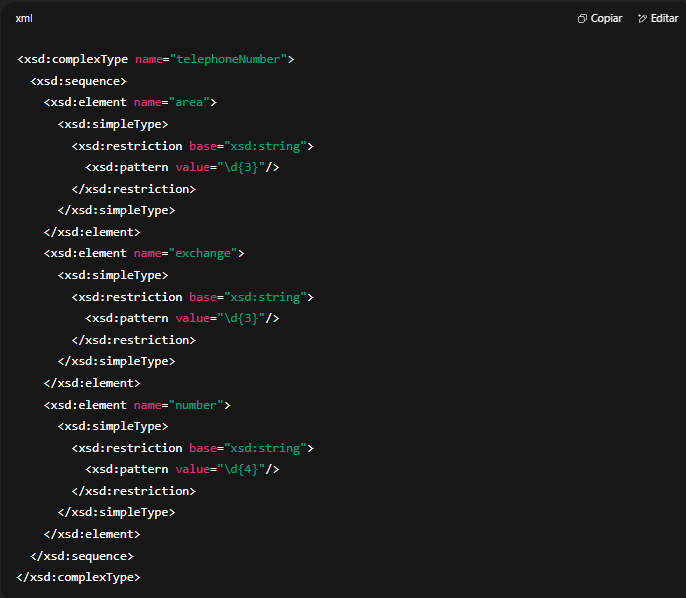 xml
Copiar
Editar
<xsd:complexType name="telephoneNumber">
<xsd:sequence>
<xsd:element name="area">
<xsd:simpleType>
<xsd:restriction base="xsd:string">
<xsd:pattern value="\d{3}"/>
</xsd:restriction>
</xsd:simpleType>
</xsd:element>
<xsd:element name="exchange">
<xsd:simpleType>
<xsd:restriction base="xsd:string">
<xsd:pattern value="\d{3}"/>
</xsd:restriction>
</xsd:simpleType>
</xsd:element>
<xsd:element name="number">
<xsd:simpleType>
<xsd:restriction base="xsd:string">
<xsd:pattern value="\d{4}"/>
</xsd:restriction>
</xsd:simpleType>
</xsd:element>
</xsd:sequence>
</xsd:complexType>